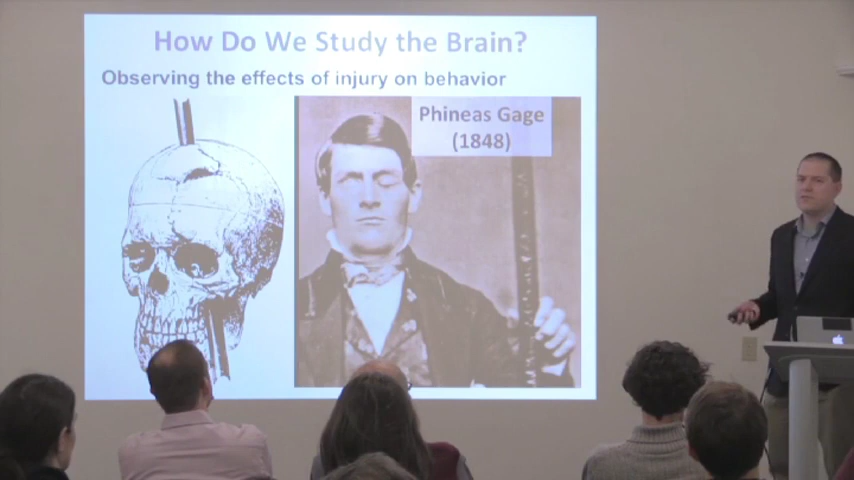 How Do We Study the Brain?
Observing the effects of injury on behavior
Phineas Gage
(1848)